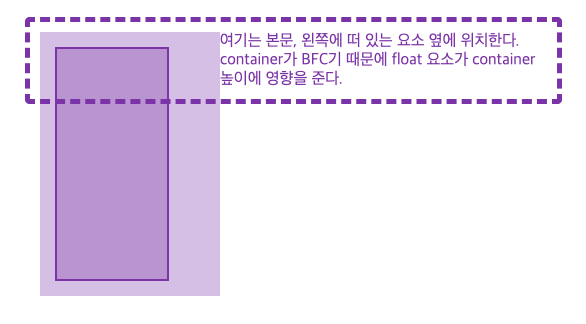 여기는 본문, 왼쪽에 떠 있는 요소 옆에 위치한다.
container가 BFC기 때문에 float 요소가 container
높이에 영향을 준다.